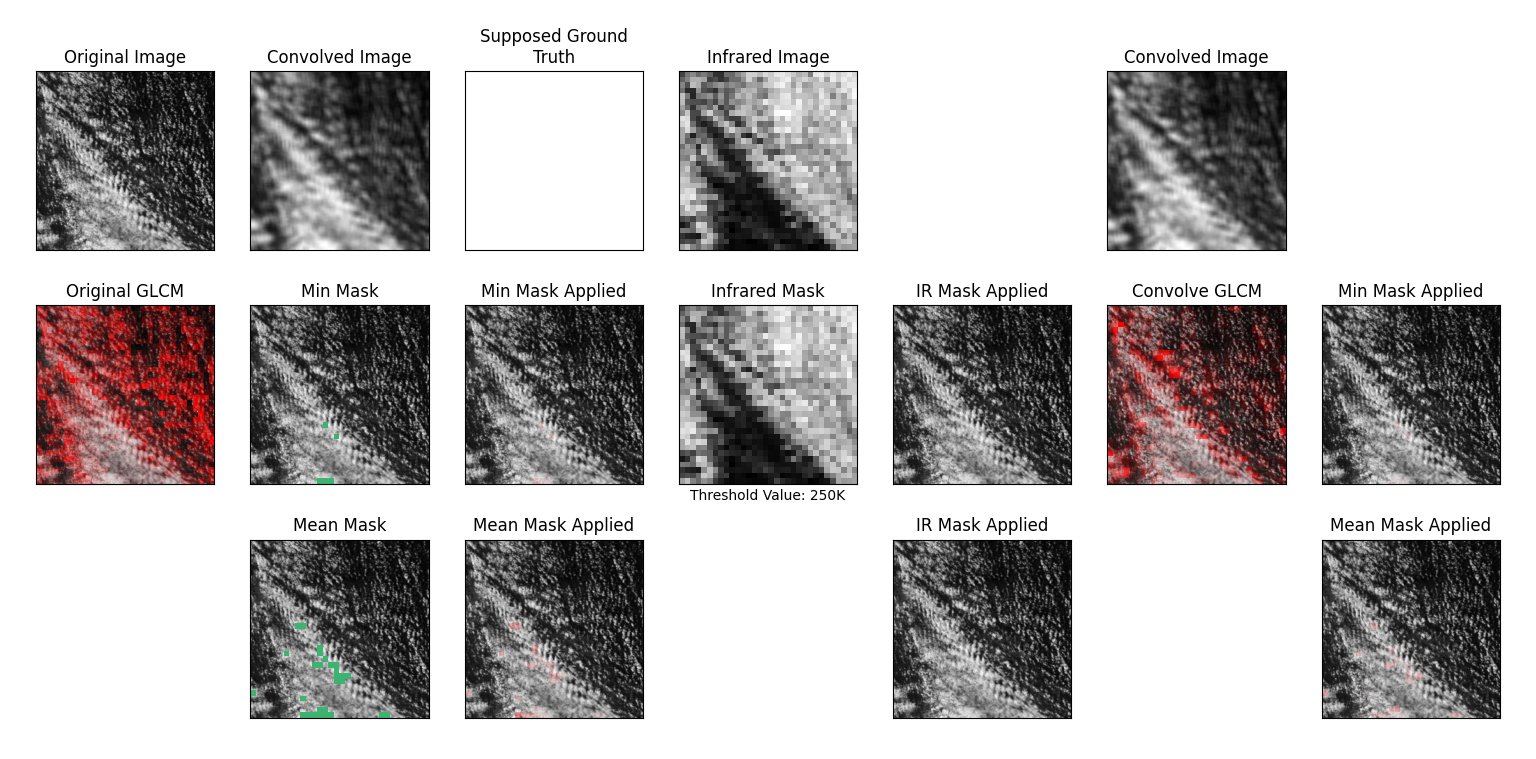 Supposed Ground
Truth
Original Image
Convolved Image
Infrared Image
Convolved Image
Original GLCM
Min Mask
Min Mask Applied
Infrared Mask
IR Mask Applied
Convolve GLCM
Min Mask Applied
Threshold Value: 250K
Mean Mask
Mean Mask Applied
IR Mask Applied
Mean Mask Applied